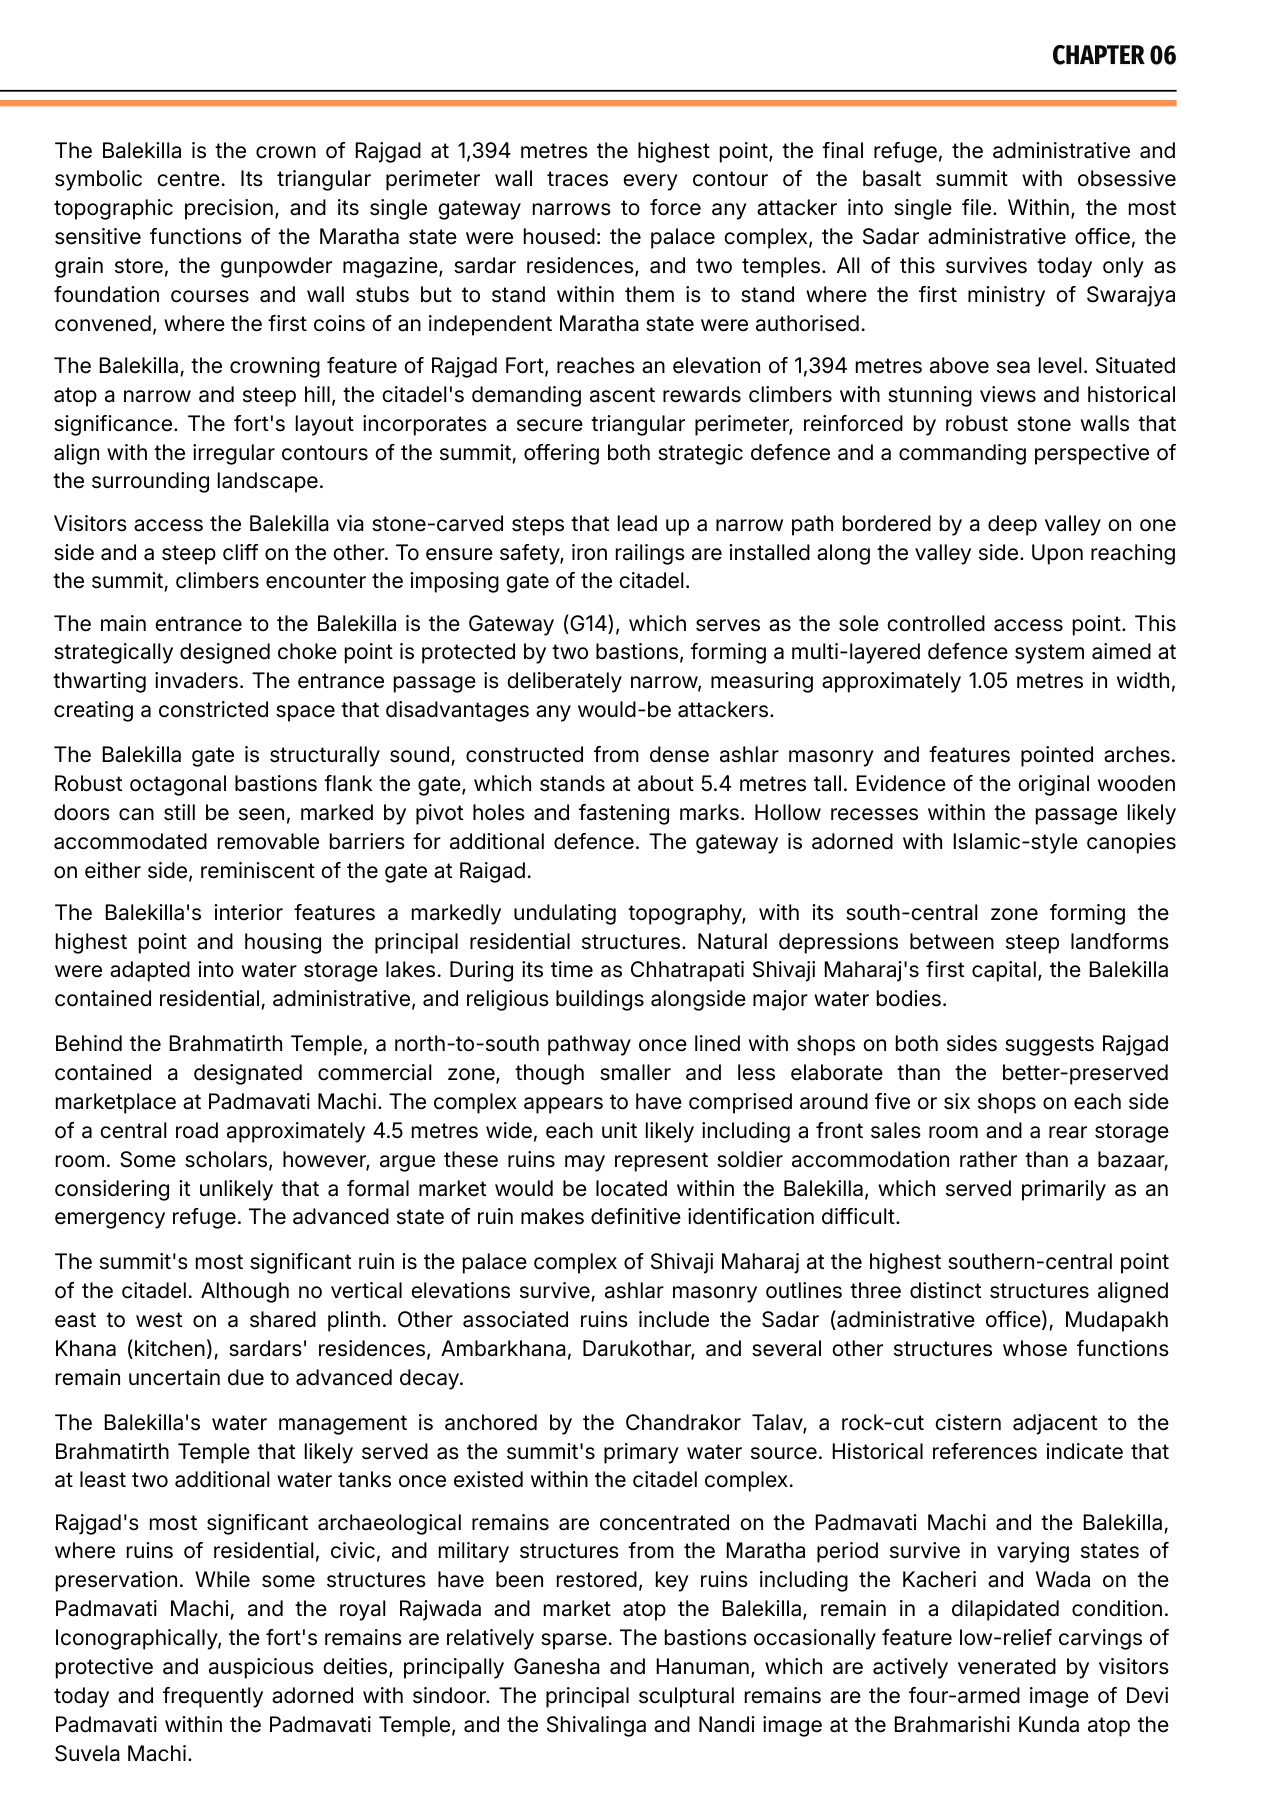 CHAPTER 06
The Balekilla is the crown of Rajgad at 1,394 metres the highest point, the final refuge, the administrative and
symbolic centre. Its triangular perimeter wall traces every contour of the basalt summit with obsessive
topographic precision, and its single gateway narrows to force any attacker into single file. Within, the most
sensitive functions of the Maratha state were housed: the palace complex, the Sadar administrative office, the
grain store, the gunpowder magazine, sardar residences, and two temples. All of this survives today only as
foundation courses and wall stubs but to stand within them is to stand where the first ministry of Swarajya
convened, where the first coins of an independent Maratha state were authorised.
The Balekilla, the crowning feature of Rajgad Fort, reaches an elevation of 1,394 metres above sea level. Situated
atop a narrow and steep hill, the citadel's demanding ascent rewards climbers with stunning views and historical
significance. The fort's layout incorporates a secure triangular perimeter, reinforced by robust stone walls that
align with the irregular contours of the summit, offering both strategic defence and a commanding perspective of
the surrounding landscape.
Visitors access the Balekilla via stone-carved steps that lead up a narrow path bordered by a deep valley on one
side and a steep cliff on the other. To ensure safety, iron railings are installed along the valley side. Upon reaching
the summit, climbers encounter the imposing gate of the citadel.
The main entrance to the Balekilla is the Gateway (G14), which serves as the sole controlled access point. This
strategically designed choke point is protected by two bastions, forming a multi-layered defence system aimed at
thwarting invaders. The entrance passage is deliberately narrow, measuring approximately 1.05 metres in width,
creating a constricted space that disadvantages any would-be attackers.
The Balekilla gate is structurally sound, constructed from dense ashlar masonry and features pointed arches.
Robust octagonal bastions flank the gate, which stands at about 5.4 metres tall. Evidence of the original wooden
doors can still be seen, marked by pivot holes and fastening marks. Hollow recesses within the passage likely
accommodated removable barriers for additional defence. The gateway is adorned with Islamic-style canopies
on either side, reminiscent of the gate at Raigad.
The Balekilla's interior features a markedly undulating topography, with its south-central zone forming the
highest point and housing the principal residential structures. Natural depressions between steep landforms
were adapted into water storage lakes. During its time as Chhatrapati Shivaji Maharaj's first capital, the Balekilla
contained residential, administrative, and religious buildings alongside major water bodies.
Behind the Brahmatirth Temple, a north-to-south pathway once lined with shops on both sides suggests Rajgad
contained a designated commercial zone, though smaller and less elaborate than the better-preserved
marketplace at Padmavati Machi. The complex appears to have comprised around five or six shops on each side
of a central road approximately 4.5 metres wide, each unit likely including a front sales room and a rear storage
room. Some scholars, however, argue these ruins may represent soldier accommodation rather than a bazaar,
considering it unlikely that a formal market would be located within the Balekilla, which served primarily as an
emergency refuge. The advanced state of ruin makes definitive identification difficult.
The summit's most significant ruin is the palace complex of Shivaji Maharaj at the highest southern-central point
of the citadel. Although no vertical elevations survive, ashlar masonry outlines three distinct structures aligned
east to west on a shared plinth. Other associated ruins include the Sadar (administrative office), Mudapakh
Khana (kitchen), sardars' residences, Ambarkhana, Darukothar, and several other structures whose functions
remain uncertain due to advanced decay.
The Balekilla's water management is anchored by the Chandrakor Talav, a rock-cut cistern adjacent to the
Brahmatirth Temple that likely served as the summit's primary water source. Historical references indicate that
at least two additional water tanks once existed within the citadel complex.
Rajgad's most significant archaeological remains are concentrated on the Padmavati Machi and the Balekilla,
where ruins of residential, civic, and military structures from the Maratha period survive in varying states of
preservation. While some structures have been restored, key ruins including the Kacheri and Wada on the
Padmavati Machi, and the royal Rajwada and market atop the Balekilla, remain in a dilapidated condition.
Iconographically, the fort's remains are relatively sparse. The bastions occasionally feature low-relief carvings of
protective and auspicious deities, principally Ganesha and Hanuman, which are actively venerated by visitors
today and frequently adorned with sindoor. The principal sculptural remains are the four-armed image of Devi
Padmavati within the Padmavati Temple, and the Shivalinga and Nandi image at the Brahmarishi Kunda atop the
Suvela Machi.